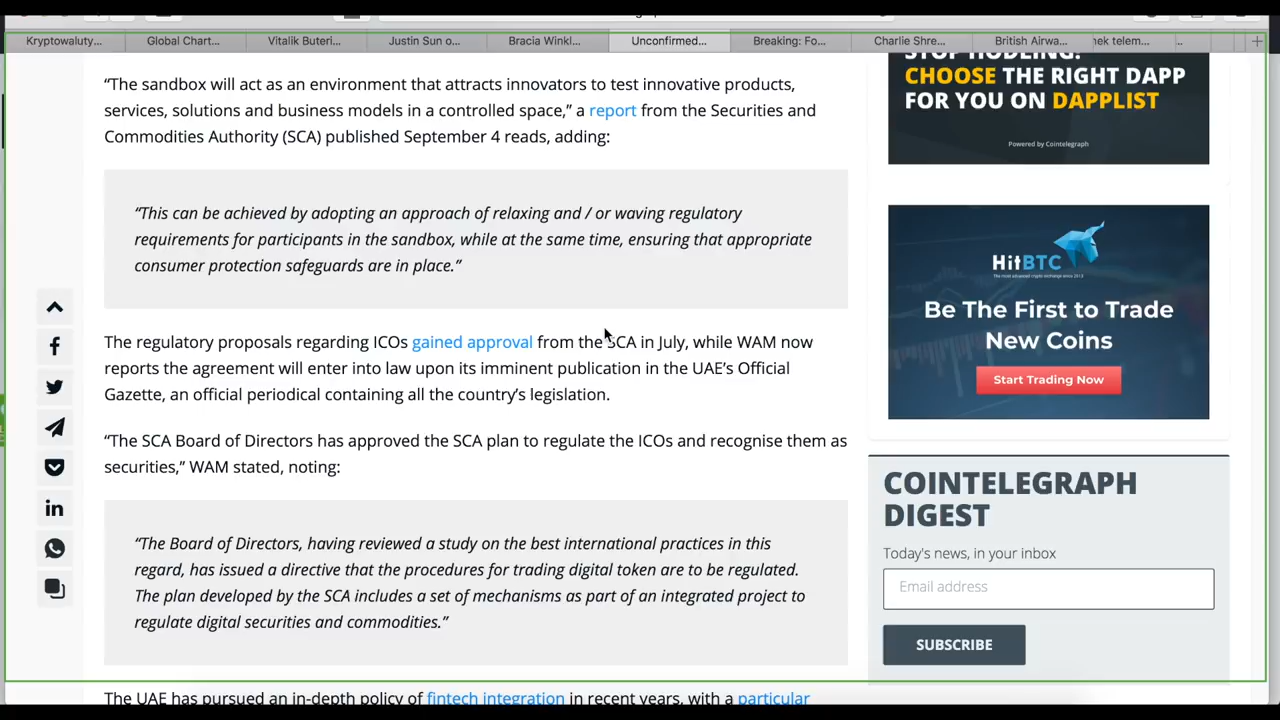 Kryptowaluty...
Global Chart...
Vitalik Buteri...
Justin Sun o...
Bracia Winkl...
Unconfirmed...
Breaking: Fo...
Charlie Shre...
British Airwa...
nek telem...
“The sandbox will act as an environment that attracts innovators to test innovative products,
services, solutions and business models in a controlled space,” a report from the Securities and
Commodities Authority (SCA) published September 4 reads, adding:
“This can be achieved by adopting an approach of relaxing and / or waving regulatory
requirements for participants in the sandbox, while at the same time, ensuring that appropriate
consumer protection safeguards are in place.”
The regulatory proposals regarding ICOs gained approval from the SCA in July, while WAM now
reports the agreement will enter into law upon its imminent publication in the UAE’s Official
Gazette, an official periodical containing all the country’s legislation.
“The SCA Board of Directors has approved the SCA plan to regulate the ICOs and recognise them as
securities,” WAM stated, noting:
“The Board of Directors, having reviewed a study on the best international practices in this
regard, has issued a directive that the procedures for trading digital token are to be regulated.
The plan developed by the SCA includes a set of mechanisms as part of an integrated project to
regulate digital securities and commodities.”
The UAE has pursued an in-depth policy of fintech integration in recent years, with a particular
STOP HODLING.
CHOOSE THE RIGHT DAPP
FOR YOU ON DAPPLIST
Powered by Cointelegraph
HitBTC
Be The First to Trade
New Coins
Start Trading Now
COINTELEGRAPH
DIGEST
Today's news, in your inbox
Email address
SUBSCRIBE